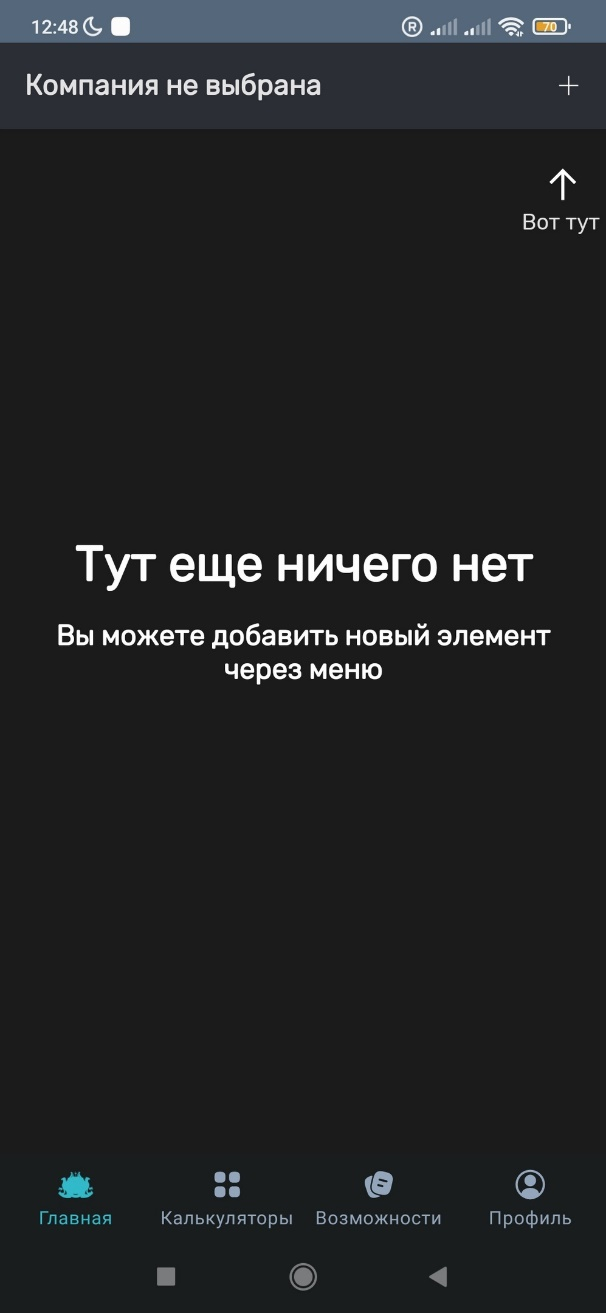 12:48
R
70
Компания не выбрана
Вот тут
Тут еще ничего нет
Вы можете добавить новый элемент
через меню
Главная
Калькуляторы
Возможности
Профиль